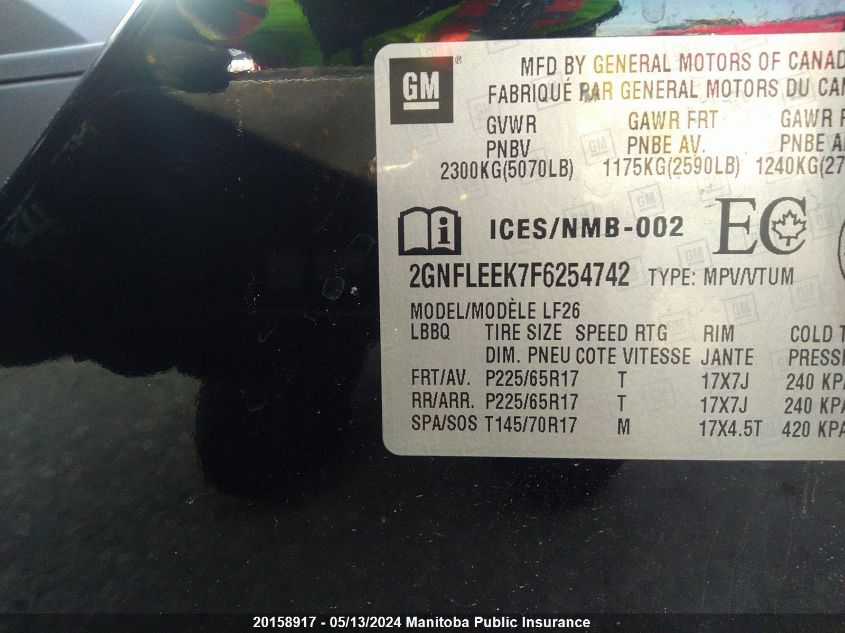 GM ®
MFD BY GENERAL MOTORS OF CANAD
FABRIQUÉ PAR GENERAL MOTORS DU CAN
GVWR GAWR FRT GAWR
PNBV PNBE AV. PNBE
2300KG(5070LB) 1175KG(2590LB) 1240KG(27
ICES/NMB-002 EC
2GNFLEEK7F6254742 TYPE: MPV/VTUM
MODEL/MODÈLE LF26
LBBQ TIRE SIZE SPEED RTG RIM COLD T
DIM. PNEU COTE VITESSE JANTE PRESSI
FRT/AV. P225/65R17 T 17X7J 240 KPA
RR/ARR. P225/65R17 T 17X7J 240 KPA
SPA/SOS T145/70R17 M 17X4.5T 420 KPA
20158917 - 05/13/2024 Manitoba Public Insurance